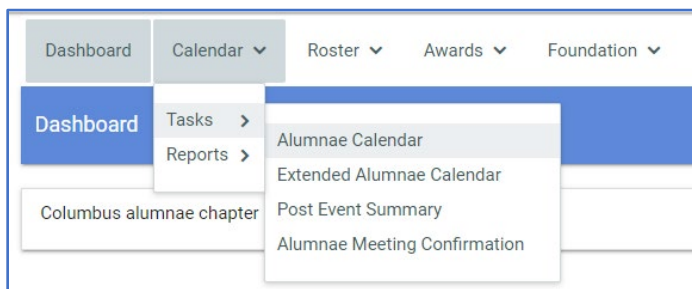 Dashboard Calendar Roster Awards Foundation
Dashboard
Tasks
Reports
Alumnae Calendar
Extended Alumnae Calendar
Post Event Summary
Alumnae Meeting Confirmation
Columbus alumnae chapter